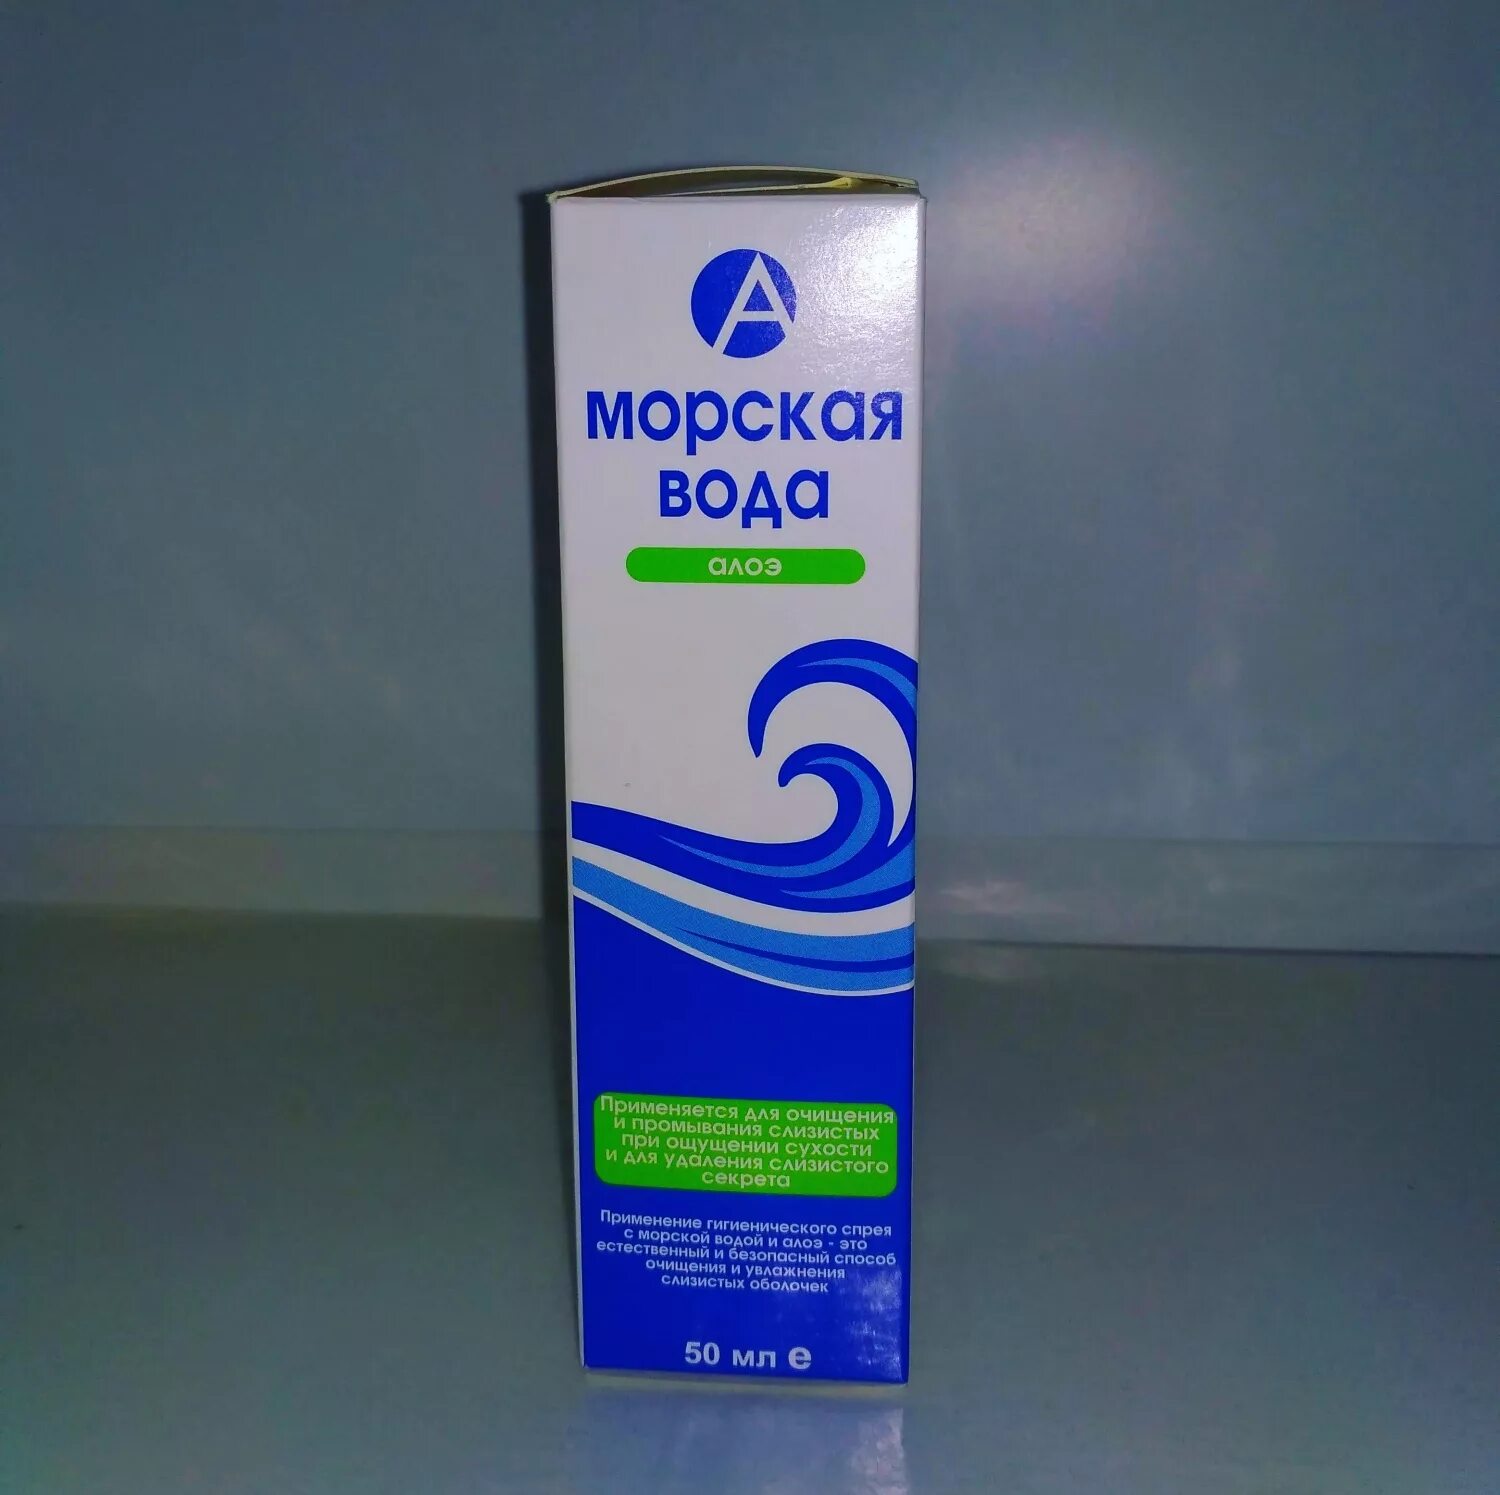 А
морская
вода
алоэ
Применяется для очищения
и промывания слизистых
при ощущении сухости
и для удаления слизистого
секрета
Применение гигиенического спрея
с морской водой и алоэ - это
естественный и безопасный способ
очищения и увлажнения
слизистых оболочек
50 мл е